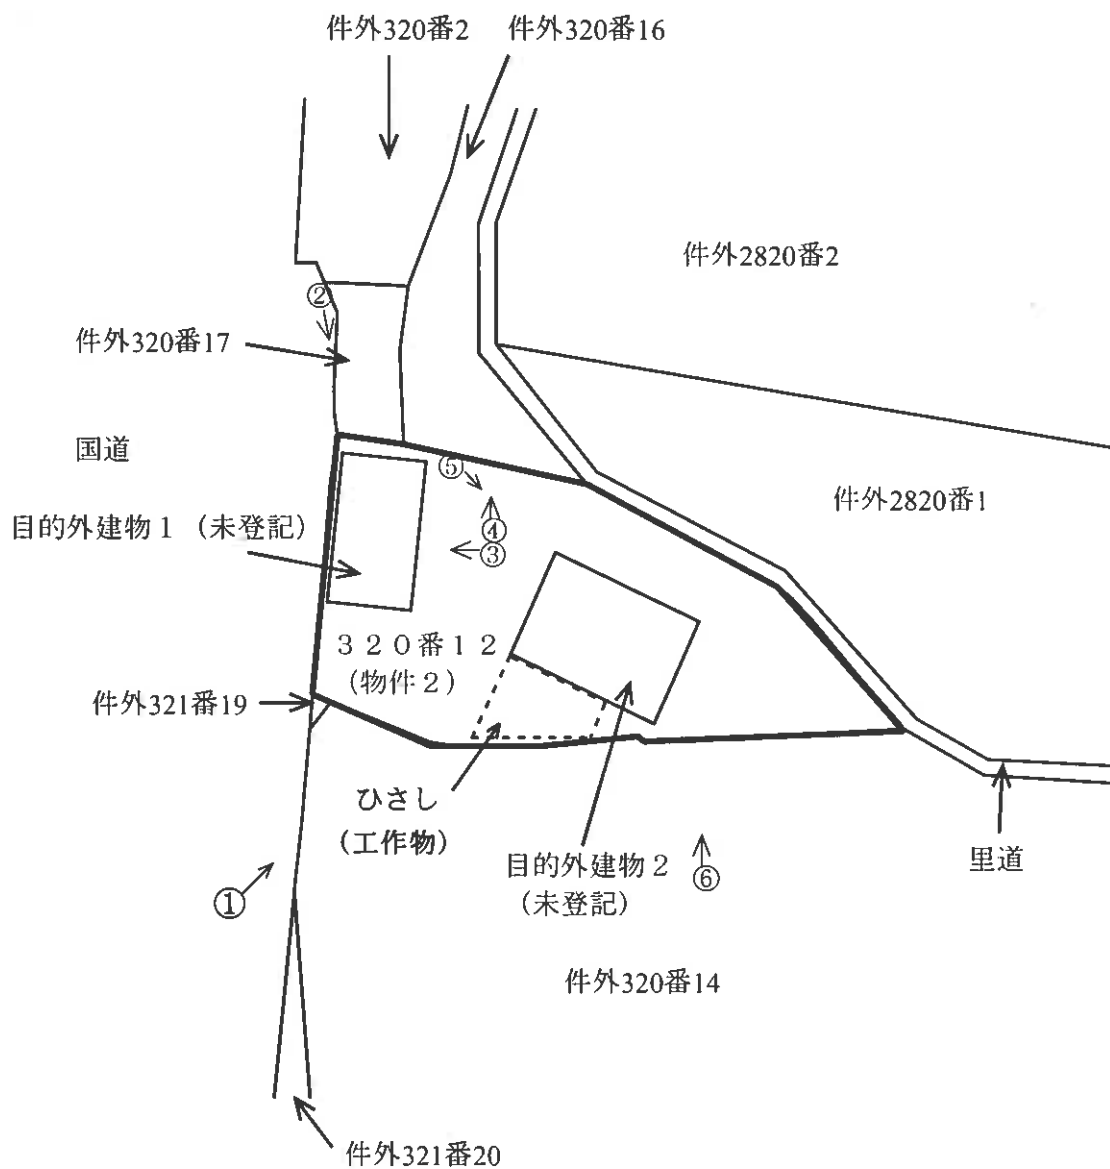 件外320番2
件外320番16
件外2820番2
②
件外320番17
国道
⑤
件外2820番1
目的外建物1（未登記）
④
③
320番12
（物件2）
件外321番19
ひさし
（工作物）
目的外建物2
（未登記）
⑥
里道
①
件外320番14
件外321番20